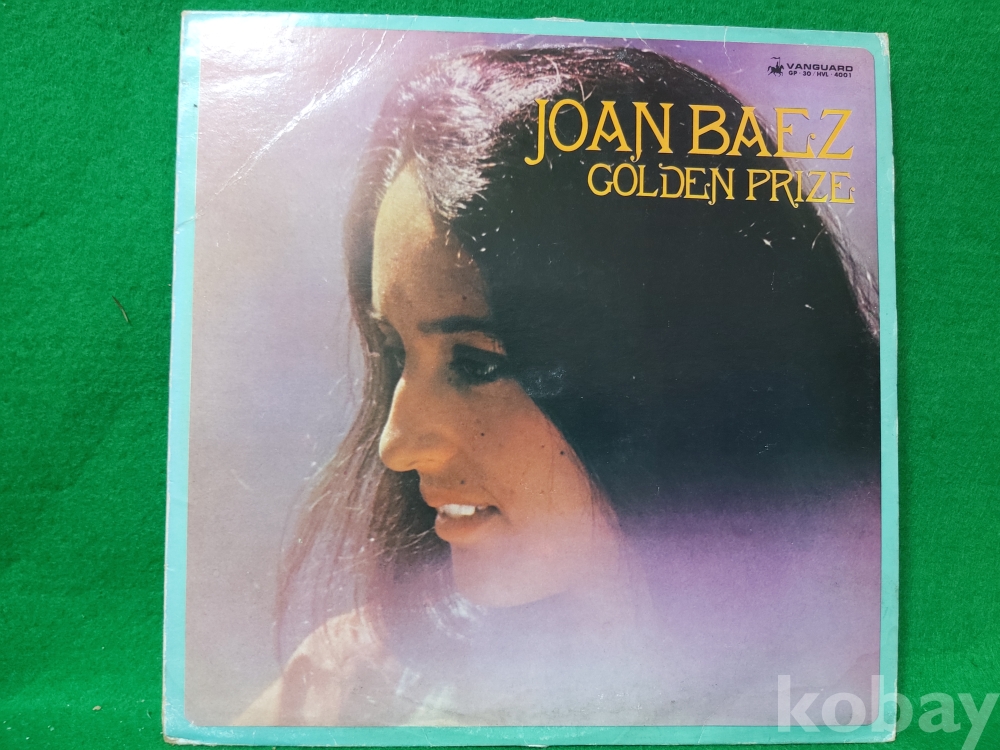 VANGUARD
GP-30/HVL-4001
JOAN BAEZ
GOLDEN PRIZE
kobay